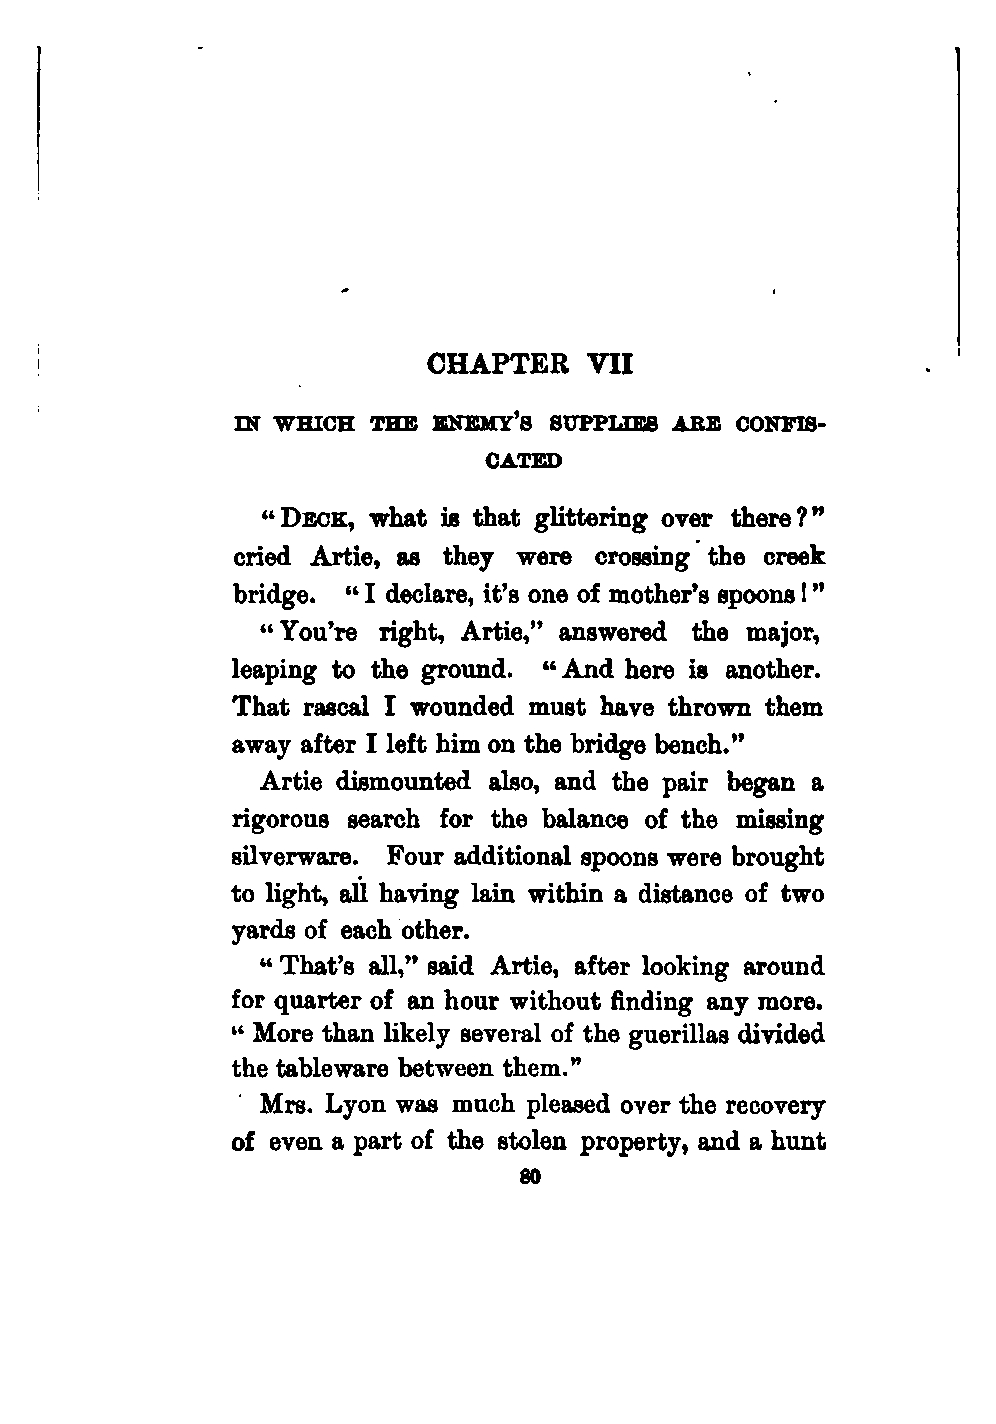 CHAPTER VII
IN WHICH THE ENEMY'S SUPPLIES ARE CONFIS-
CATED
"DECK, what is that glittering over there?"
cried Artie, as they were crossing the creek
bridge. "I declare, it's one of mother's spoons!"
"You're right, Artie," answered the major,
leaping to the ground. "And here is another.
That rascal I wounded must have thrown them
away after I left him on the bridge bench."
Artie dismounted also, and the pair began a
rigorous search for the balance of the missing
silverware. Four additional spoons were brought
to light, all having lain within a distance of two
yards of each other.
"That's all," said Artie, after looking around
for quarter of an hour without finding any more.
"More than likely several of the guerillas divided
the tableware between them."
Mrs. Lyon was much pleased over the recovery
of even a part of the stolen property, and a hunt
80